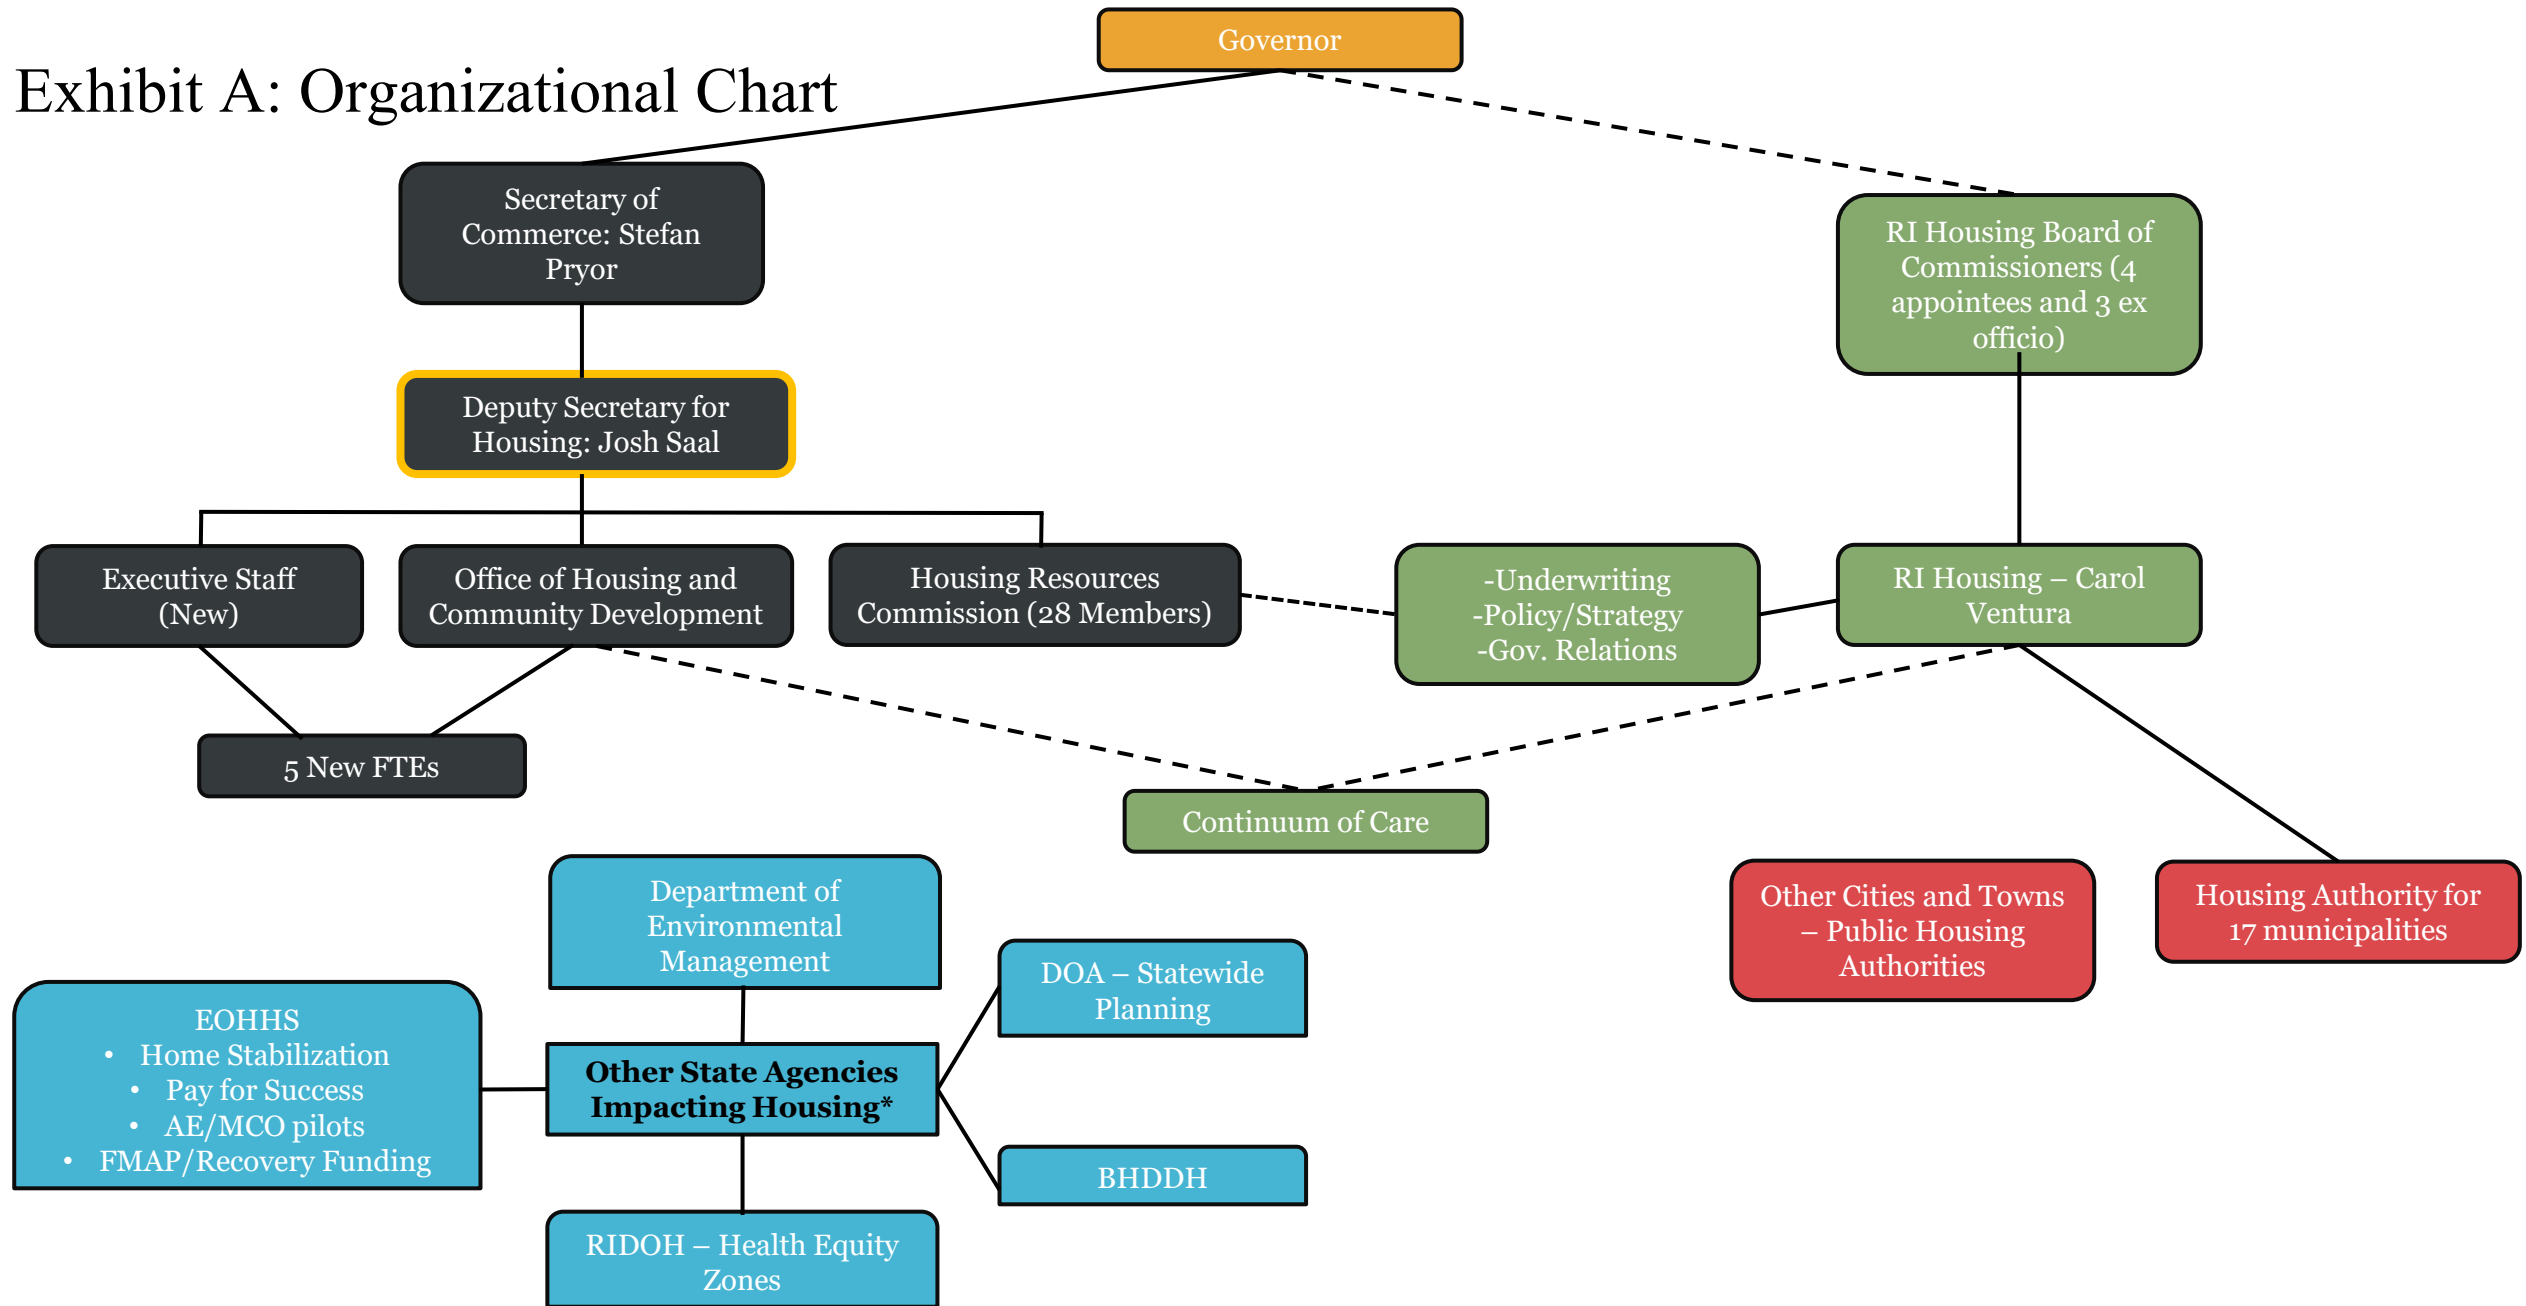 Governor
Exhibit A: Organizational Chart
Secretary of
Commerce: Stefan
Pryor
RI Housing Board of
Commissioners (4
appointees and 3 ex
officio)
Deputy Secretary for
Housing: Josh Saal
Executive Staff
(New)
Office of Housing and
Community Development
Housing Resources
Commission (28 Members)
-Underwriting
-Policy/Strategy
-Gov. Relations
RI Housing – Carol
Ventura
5 New FTEs
Continuum of Care
Other Cities and Towns
– Public Housing
Authorities
Housing Authority for
17 municipalities
Department of
Environmental
Management
DOA – Statewide
Planning
EOHHS
• Home Stabilization
• Pay for Success
• AE/MCO pilots
• FMAP/Recovery Funding
Other State Agencies
Impacting Housing*
BHDDH
RIDOH – Health Equity
Zones